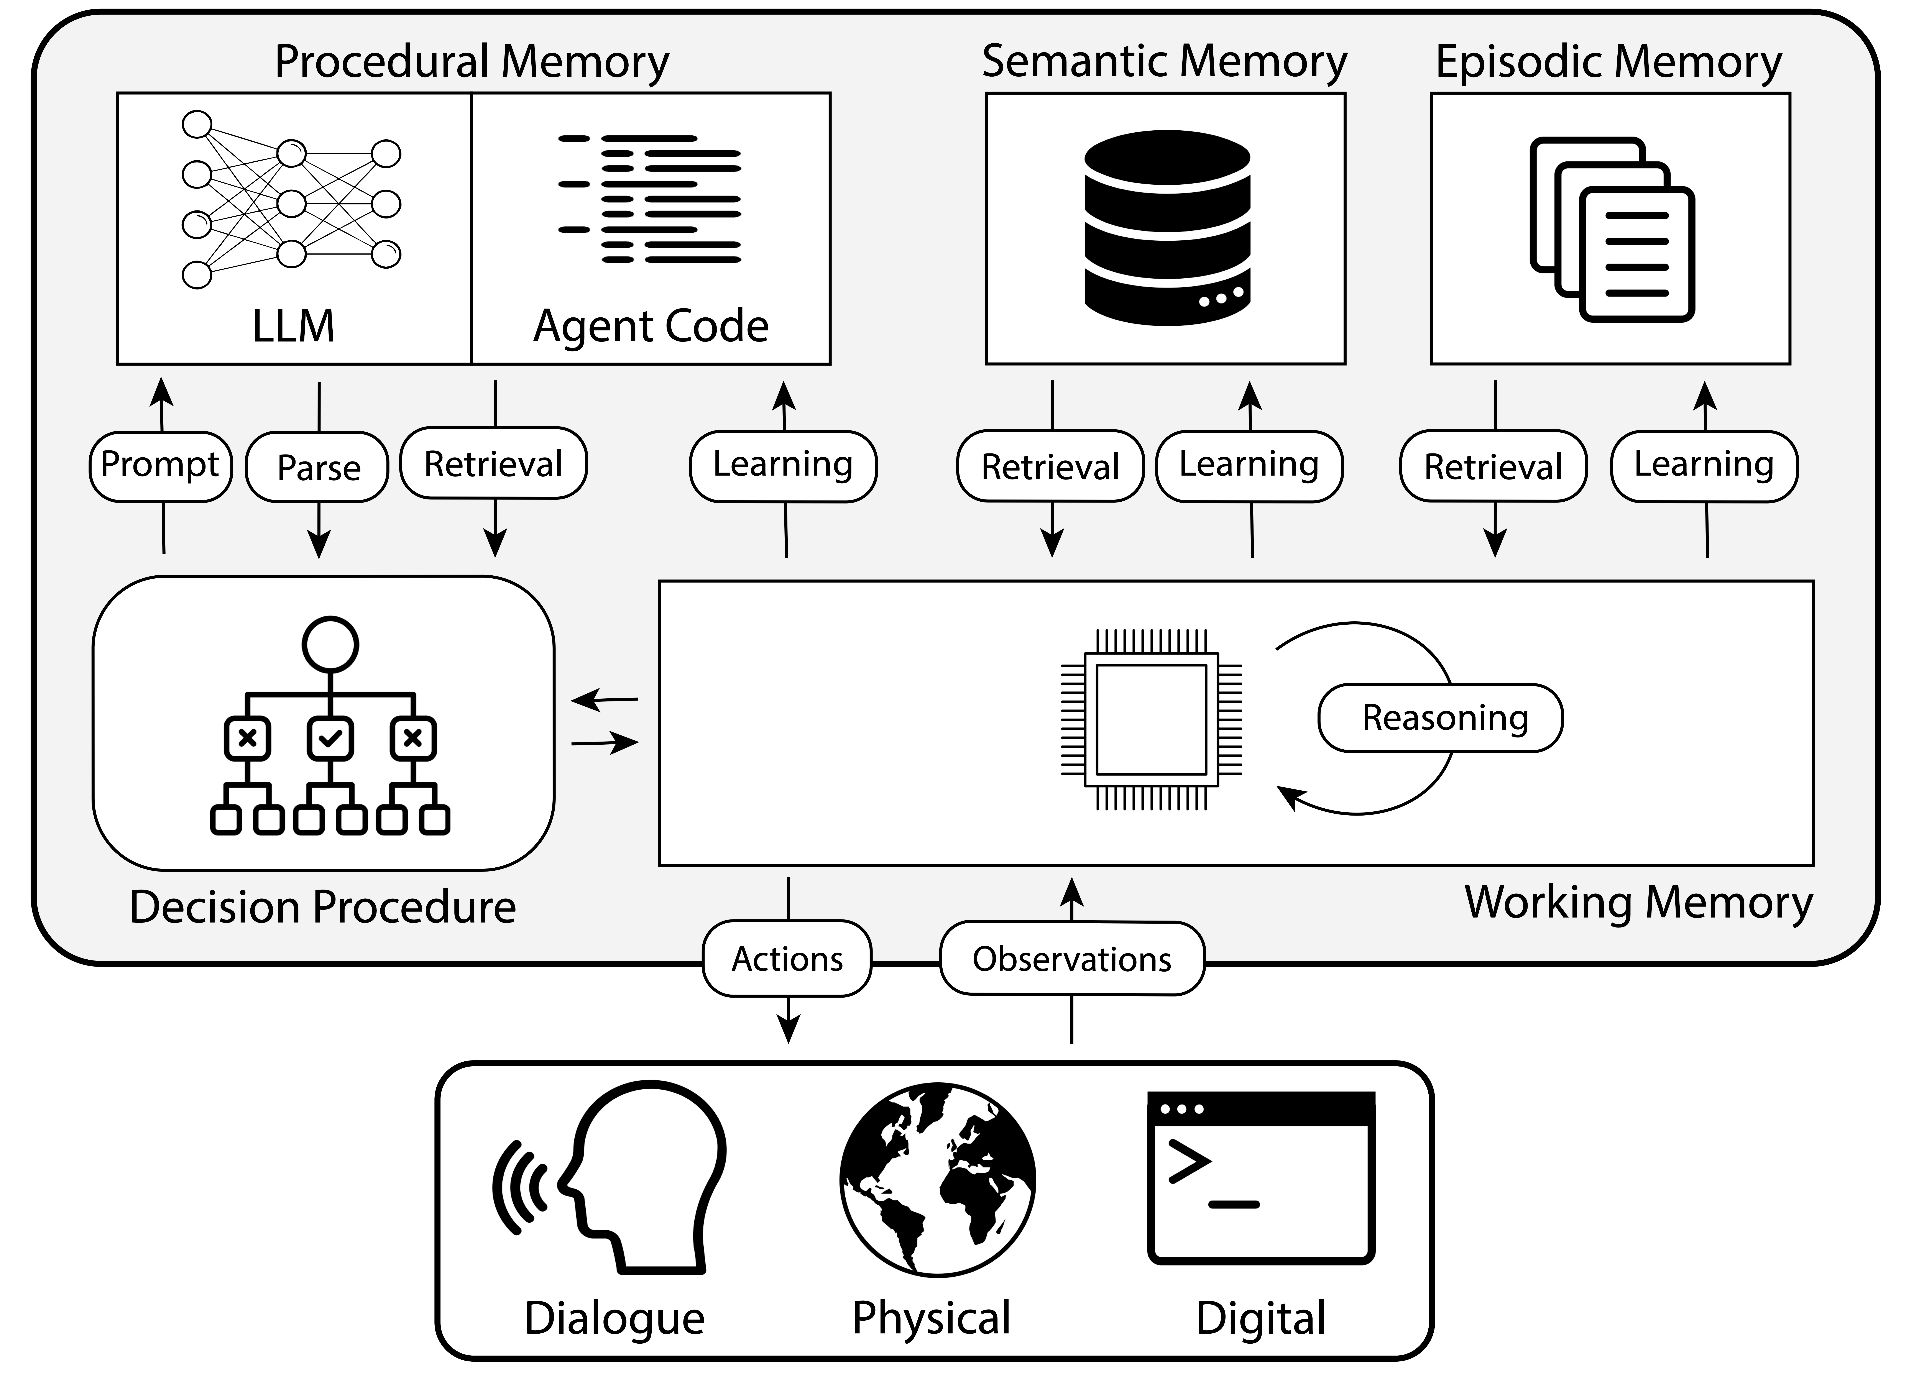 Procedural Memory
Semantic Memory
Episodic Memory
LLM
Agent Code
Prompt
Parse
Retrieval
Learning
Retrieval
Learning
Retrieval
Learning
Reasoning
Decision Procedure
Working Memory
Actions
Observations
>_
Dialogue
Physical
Digital